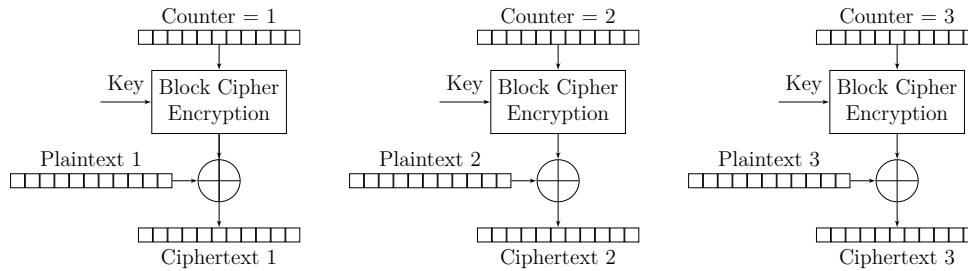 Counter = 1
Counter = 2
Counter = 3
Key
Block Cipher
Encryption
Key
Block Cipher
Encryption
Key
Block Cipher
Encryption
Plaintext 1
Plaintext 2
Plaintext 3
Ciphertext 1
Ciphertext 2
Ciphertext 3